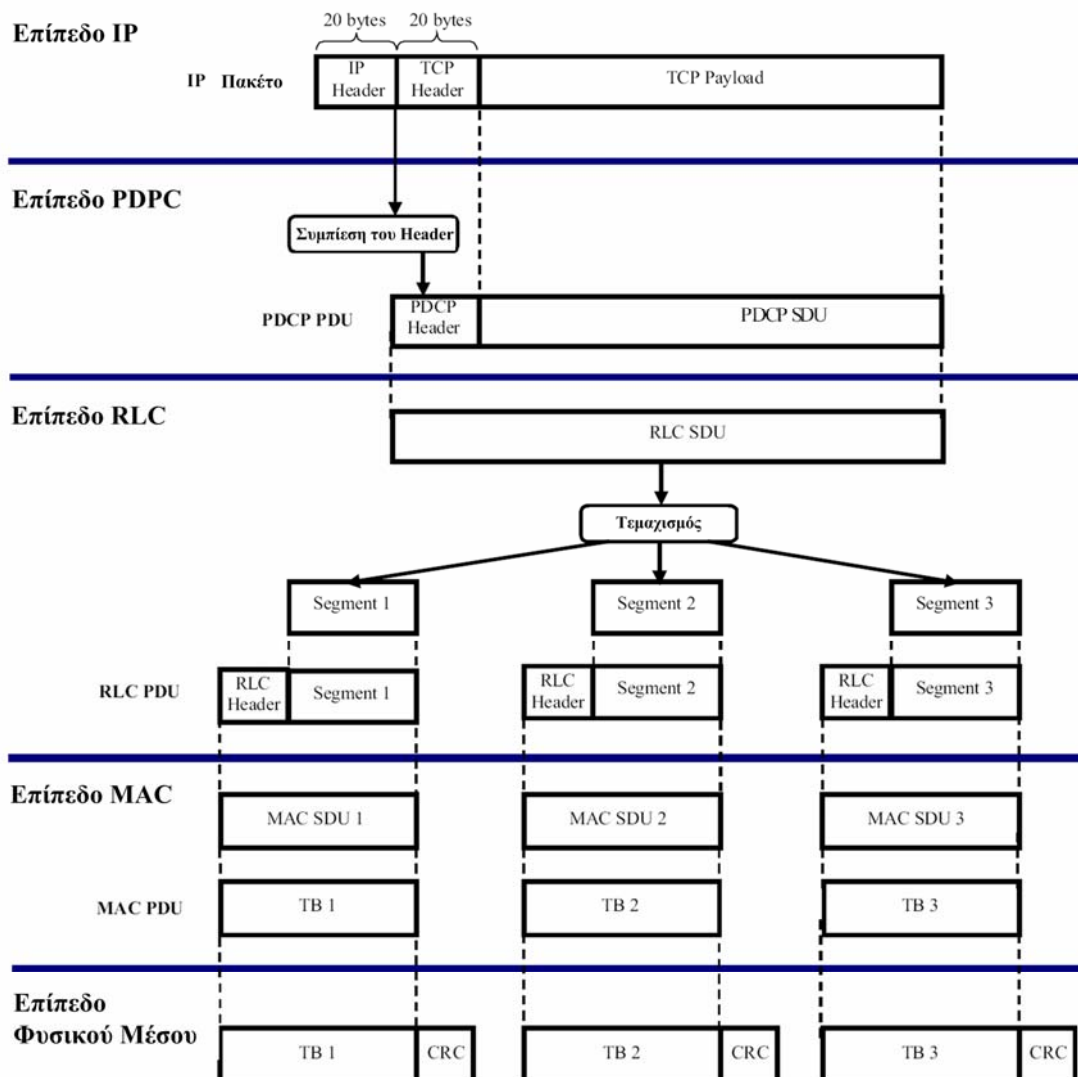 20 bytes 20 bytes
Επίπεδο IP
IP Πακέτο
IP Header
TCP Header
TCP Payload
Επίπεδο PDPC
Συμπίεση του Header
PDCP PDU
PDCP Header
PDCP SDU
Επίπεδο RLC
RLC SDU
Τεμαχισμός
Segment 1 Segment 2 Segment 3
RLC PDU
RLC Header
Segment 1
RLC Header
Segment 2
RLC Header
Segment 3
Επίπεδο MAC
MAC SDU 1 MAC SDU 2 MAC SDU 3
MAC PDU
TB 1 TB 2 TB 3
Επίπεδο
Φυσικού Μέσου
TB 1 CRC TB 2 CRC TB 3 CRC